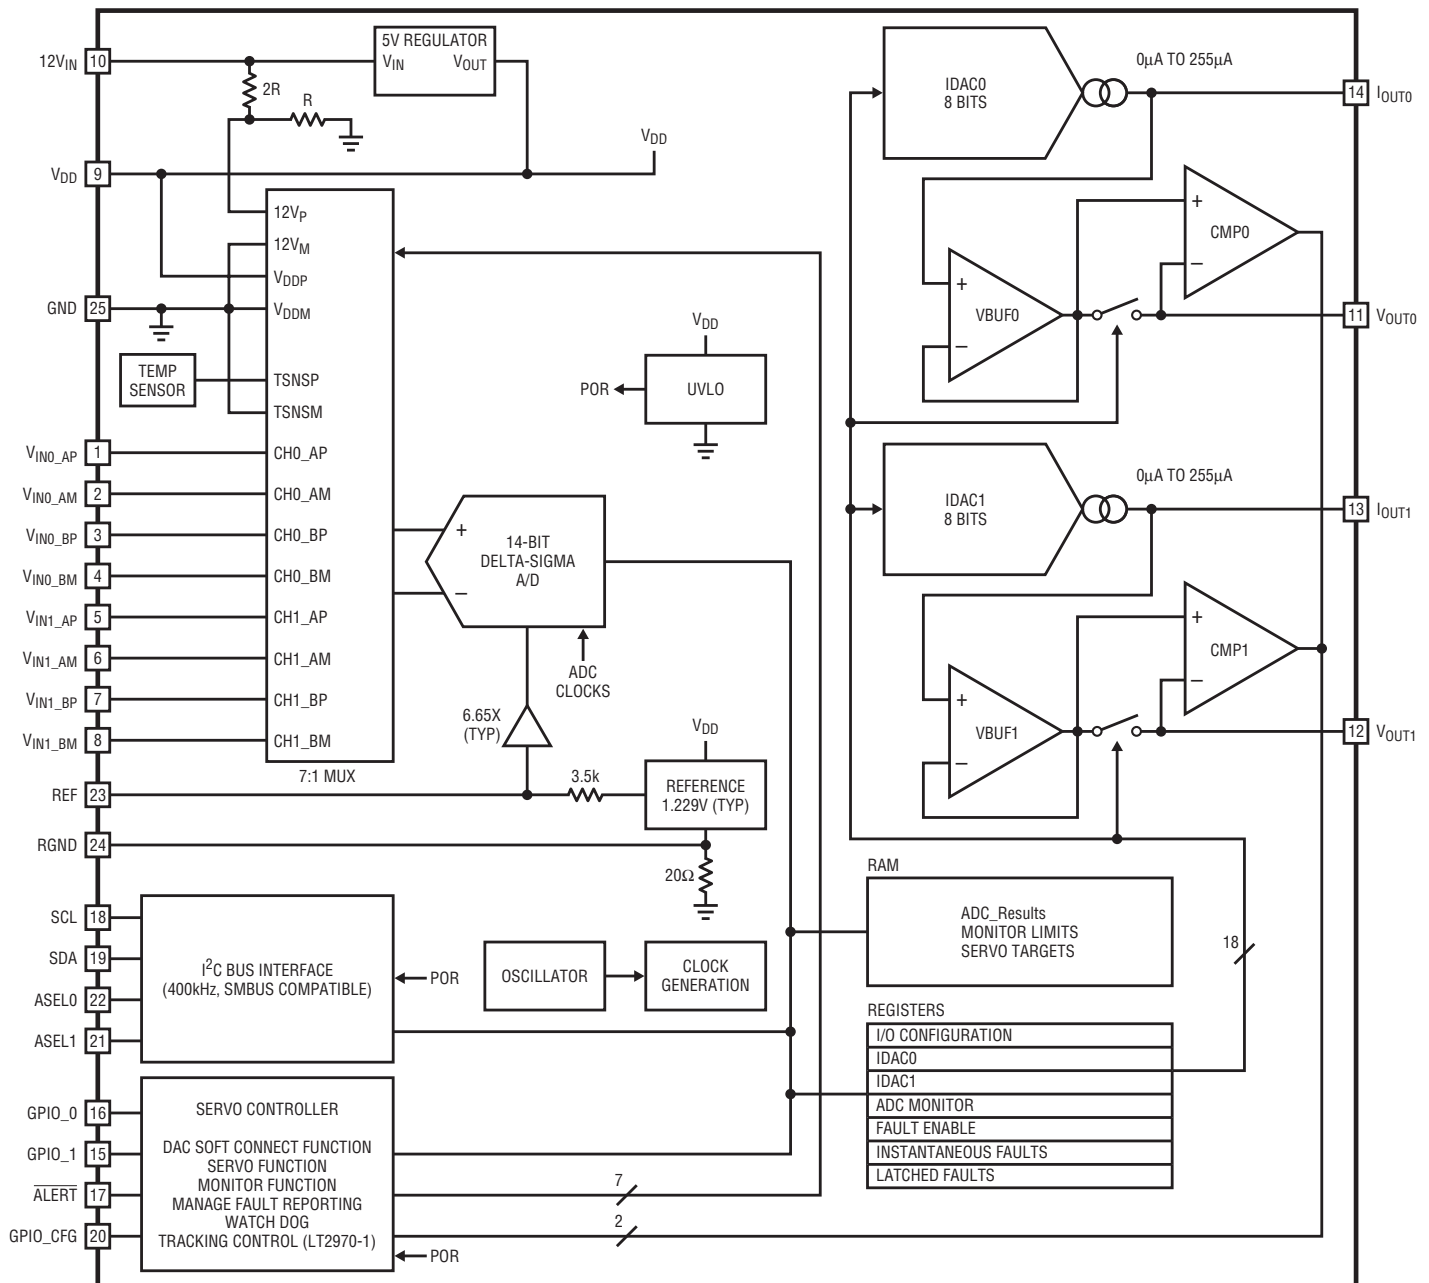 5V REGULATOR
12VIN 10
VIN VOUT
2R
R
VDD 9
VDD
12VP
12VM
VDDP
GND 25
VDDM
TEMP
SENSOR
TSNSP
TSNSM
VIN0_AP 1 CH0_AP
VIN0_AM 2 CH0_AM
VIN0_BP 3 CH0_BP
VIN0_BM 4 CH0_BM
VIN1_AP 5 CH1_AP
VIN1_AM 6 CH1_AM
VIN1_BP 7 CH1_BP
VIN1_BM 8 CH1_BM
7:1 MUX
REF 23
RGND 24
VDD
POR
UVLO
+
−
14-BIT
DELTA-SIGMA
A/D
ADC
CLOCKS
6.65X
(TYP)
3.5k
VDD
REFERENCE
1.229V (TYP)
20Ω
SCL 18
SDA 19
ASEL0 22
ASEL1 21
I2C BUS INTERFACE
(400kHz, SMBUS COMPATIBLE)
POR
OSCILLATOR
CLOCK
GENERATION
GPIO_0 16
GPIO_1 15
ALERT 17
GPIO_CFG 20
SERVO CONTROLLER
DAC SOFT CONNECT FUNCTION
SERVO FUNCTION
MONITOR FUNCTION
MANAGE FAULT REPORTING
WATCH DOG
TRACKING CONTROL (LT2970-1)
POR
7
2
IDAC0
8 BITS
0µA TO 255µA
14 IOUT0
+
−
CMP0
+
−
VBUF0
11 VOUT0
IDAC1
8 BITS
0µA TO 255µA
13 IOUT1
+
−
CMP1
+
−
VBUF1
12 VOUT1
RAM
ADC_Results
MONITOR LIMITS
SERVO TARGETS
18
REGISTERS
I/O CONFIGURATION
IDAC0
IDAC1
ADC MONITOR
FAULT ENABLE
INSTANTANEOUS FAULTS
LATCHED FAULTS